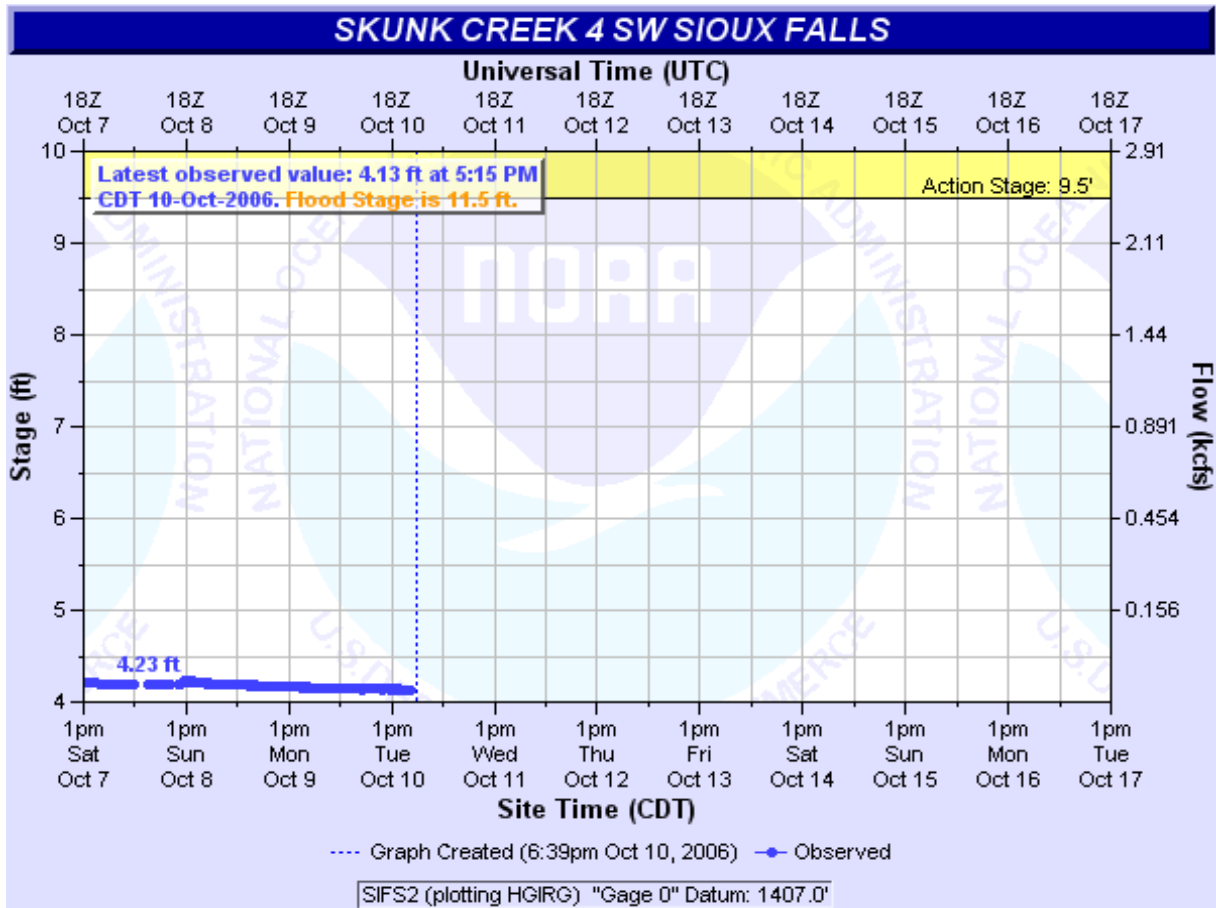 SKUNK CREEK 4 SW SIOUX FALLS
Universal Time (UTC)
18Z 18Z 18Z 18Z 18Z 18Z 18Z 18Z 18Z 18Z 18Z
Oct 7 Oct 8 Oct 9 Oct 10 Oct 11 Oct 12 Oct 13 Oct 14 Oct 15 Oct 16 Oct 17
10 2.91
Latest observed value: 4.13 ft at 5:15 PM
CDT 10-Oct-2006. Flood Stage is 11.5 ft.
Action Stage: 9.5'
9 2.11
8 1.44
7 0.891
6 0.454
5 0.156
4
Stage (ft)
Flow (kcfs)
NOAA
NATIONAL OCEANIC
ADMINISTRATION
NATIONAL OCEAN
ADMINISTRATION
NATIONAL
U.S.D
MERCE
U.S.D
4.23 ft
1pm 1pm 1pm 1pm 1pm 1pm 1pm 1pm 1pm 1pm 1pm
Sat Sun Mon Tue Wed Thu Fri Sat Sun Mon Tue
Oct 7 Oct 8 Oct 9 Oct 10 Oct 11 Oct 12 Oct 13 Oct 14 Oct 15 Oct 16 Oct 17
Site Time (CDT)
---- Graph Created (6:39pm Oct 10, 2006) Observed
SIFS2 (plotting HGIRG) "Gage 0" Datum: 1407.0'